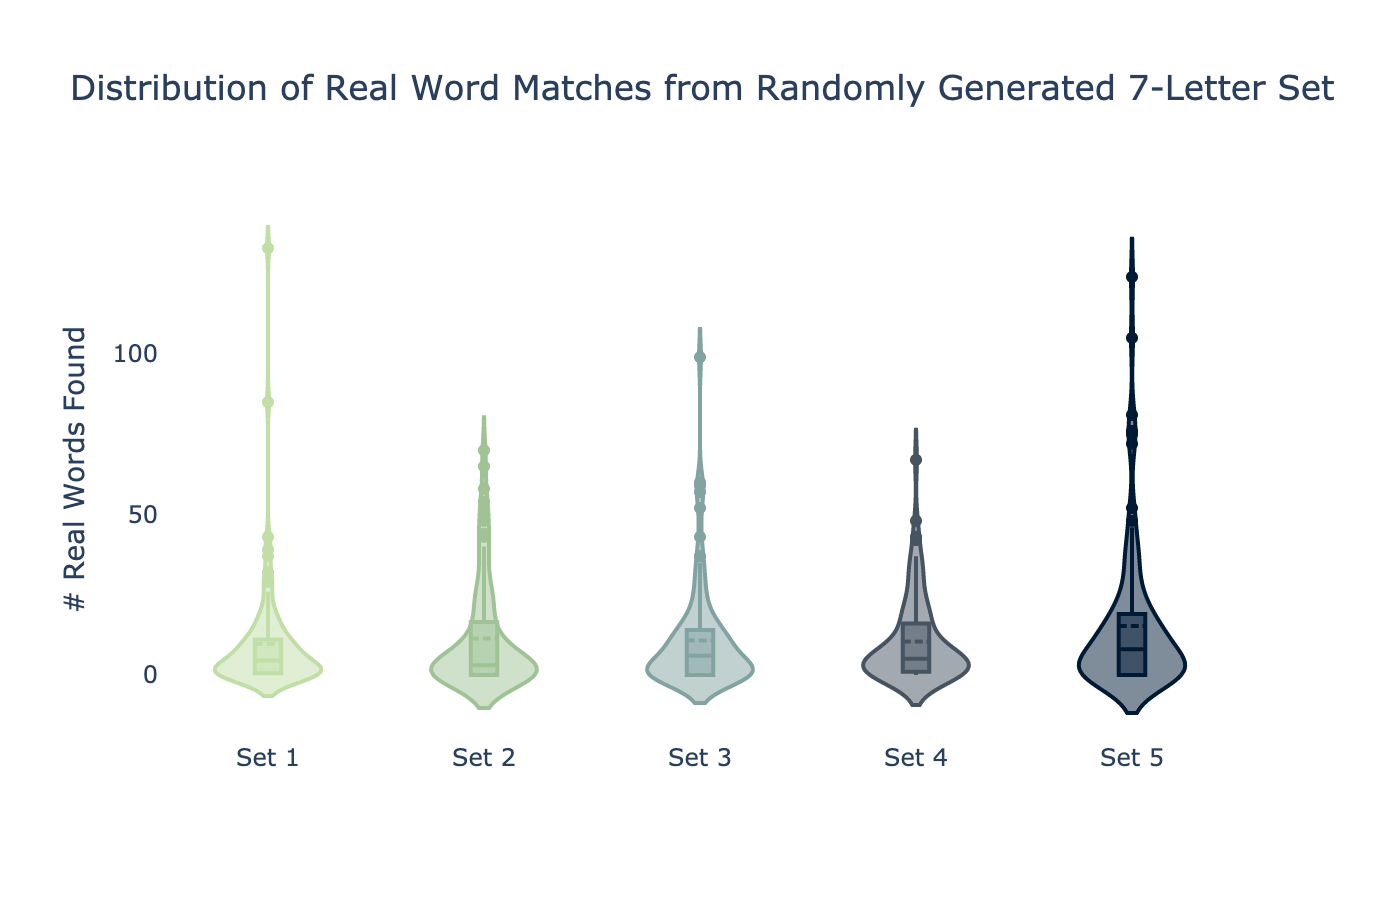 Distribution of Real Word Matches from Randomly Generated 7-Letter Set
# Real Words Found
100
50
0
Set 1
Set 2
Set 3
Set 4
Set 5